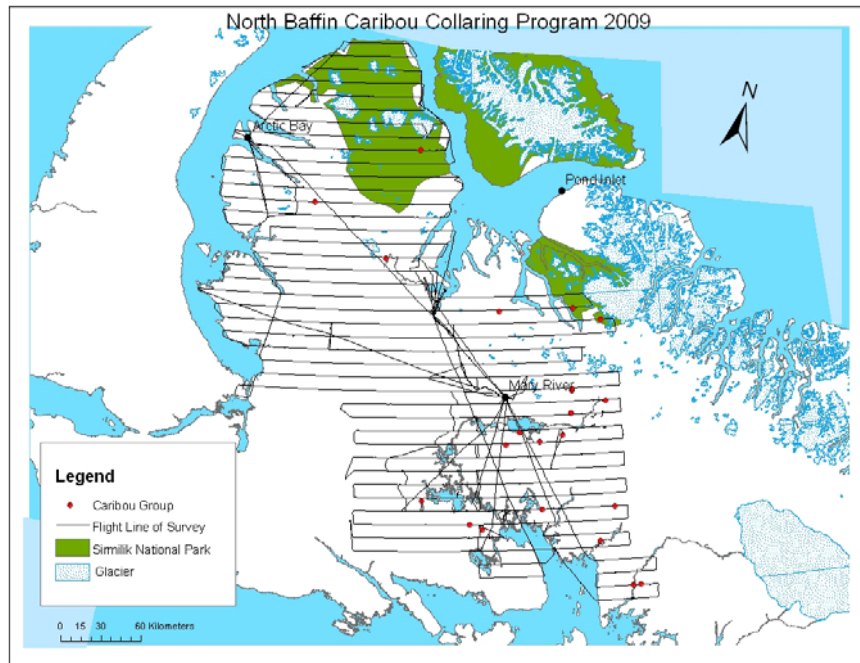 North Baffin Caribou Collaring Program 2009
N
Arctic Bay
Pond Inlet
Mary River
Legend
Caribou Group
Flight Line of Survey
Sirmilik National Park
Glacier
0 15 30 60 Kilometers